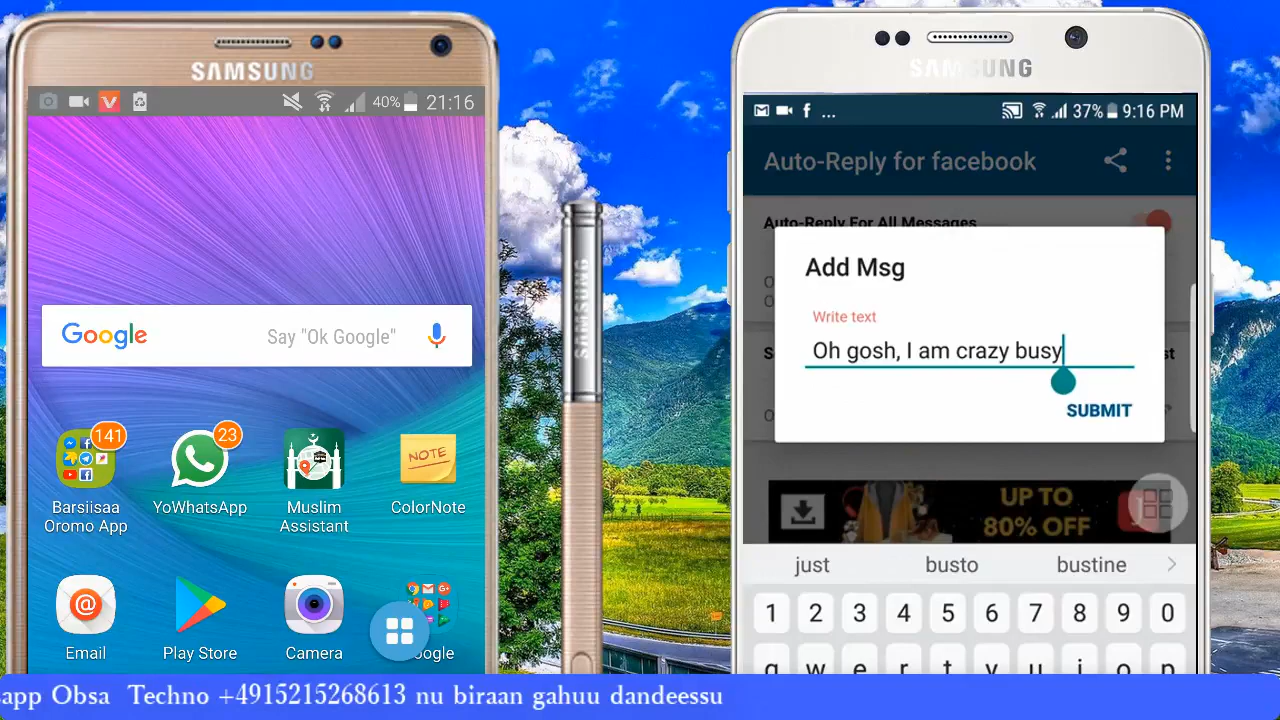 SAMSUNG
40% 21:16
Google Say "Ok Google"
141
23
Barsiisaa Oromo App
YoWhatsApp
Muslim Assistant
NOTE
ColorNote
Email
Play Store
Camera
SAMSUNG
SAMSUNG
37% 9:16 PM
Auto-Reply for facebook
Auto-Reply For All Messages
Add Msg
Write text
Oh gosh, I am crazy busy
SUBMIT
UP TO
80% OFF
just busto bustine
1 2 3 4 5 6 7 8 9 0
q w e r t y u i o p
Obsa Techno +4915215268613 nu biraan gahuu dandeessu